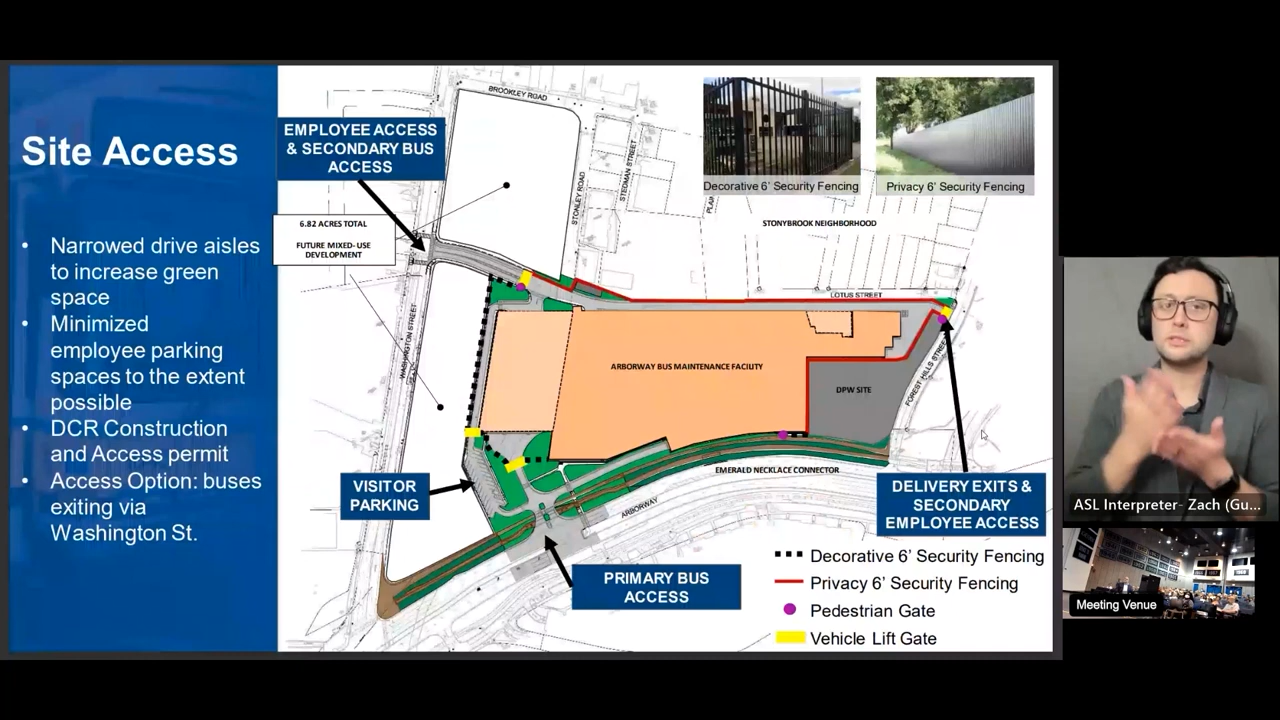 Site Access
• Narrowed drive aisles
to increase green
space
• Minimized
employee parking
spaces to the extent
possible
• DCR Construction
and Access permit
• Access Option: buses
exiting via
Washington St.
EMPLOYEE ACCESS
& SECONDARY BUS
ACCESS
6.82 ACRES TOTAL
FUTURE MIXED- USE
DEVELOPMENT
BROOKLEY ROAD
STONLEY ROAD
STEDMAN STREET
Decorative 6' Security Fencing
Privacy 6' Security Fencing
STONYBROOK NEIGHBORHOOD
LOTUS STREET
WASHINGTON STREET
ARBORWAY BUS MAINTENANCE FACILITY
DPW SITE
FOREST HILLS STREET
EMERALD NECKLACE CONNECTOR
ARBORWAY
VISITOR
PARKING
PRIMARY BUS
ACCESS
DELIVERY EXITS &
SECONDARY
EMPLOYEE ACCESS
Decorative 6' Security Fencing
Privacy 6' Security Fencing
Pedestrian Gate
Vehicle Lift Gate
ASL Interpreter- Zach (Gu...
Meeting Venue